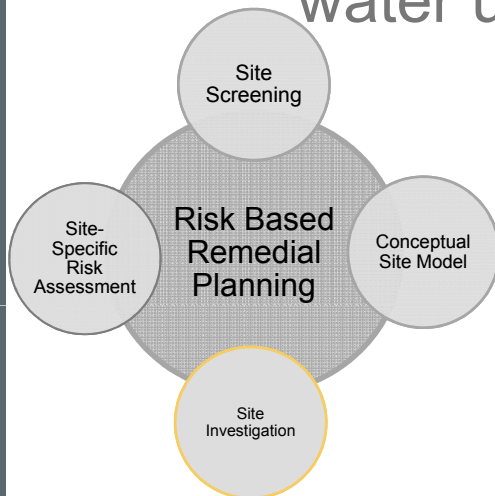 water u
Site
Screening
Risk Based
Remedial
Planning
Conceptual
Site Model
Site-
Specific
Risk
Assessment
Site
Investigation